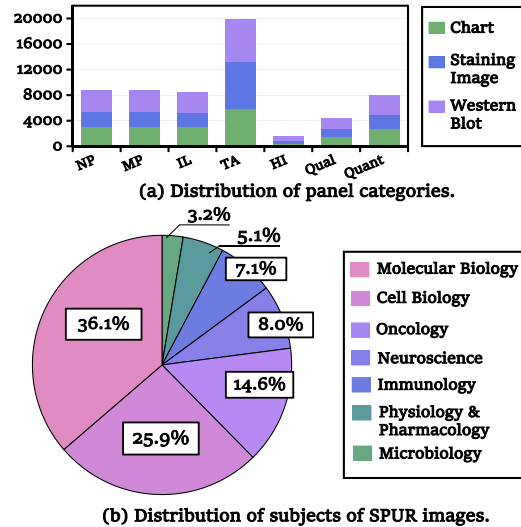 20000
16000
12000
8000
4000
0
NP MP IL TA HI Qual Quant
Chart
Staining
Image
Western
Blot
(a) Distribution of panel categories.
3.2%
5.1%
7.1%
8.0%
14.6%
25.9%
36.1%
Molecular Biology
Cell Biology
Oncology
Neuroscience
Immunology
Physiology &
Pharmacology
Microbiology
(b) Distribution of subjects of SPUR images.